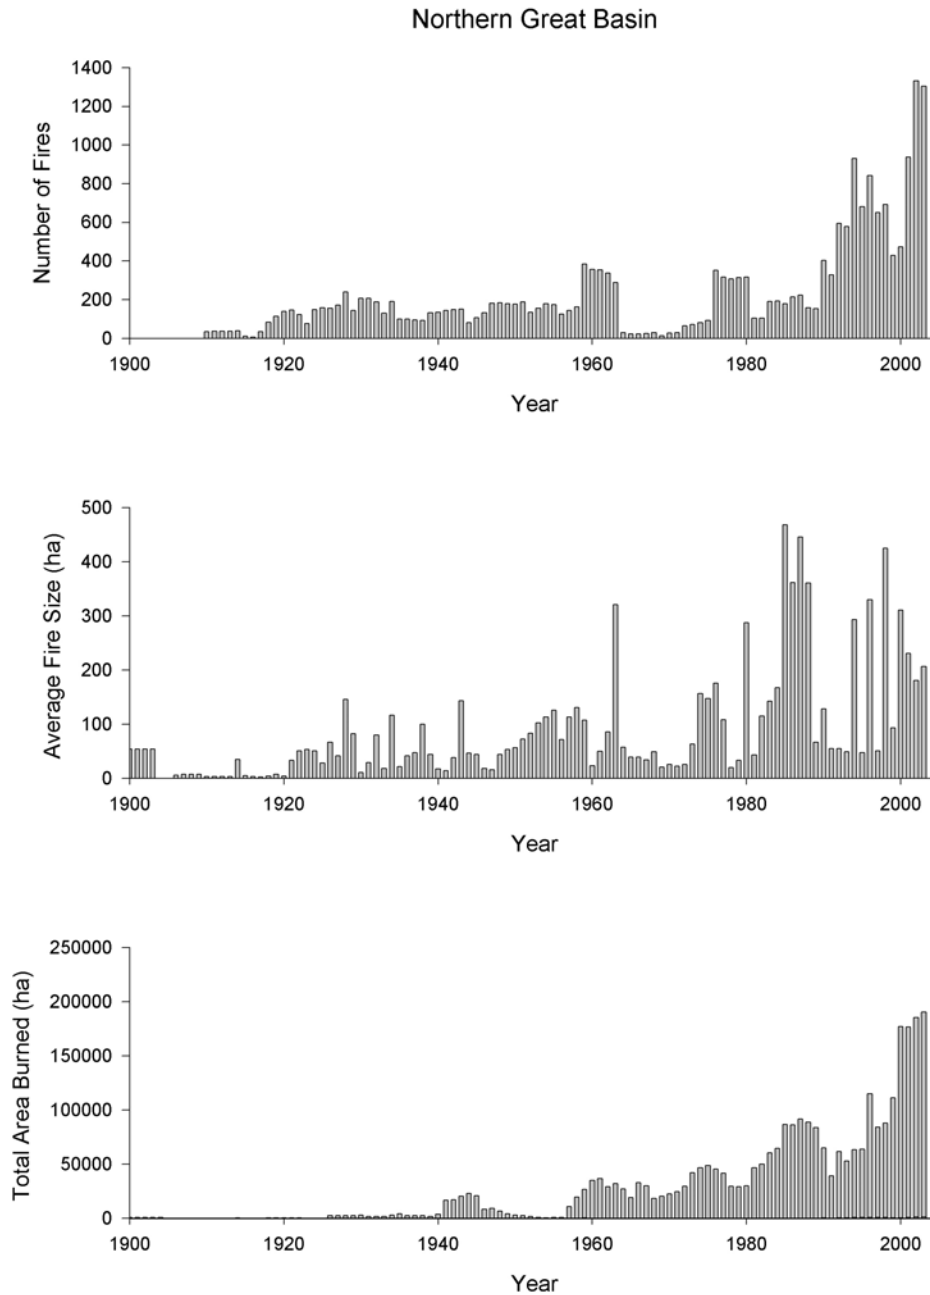 Northern Great Basin
Number of Fires
1400
1200
1000
800
600
400
200
0
1900 1920 1940 1960 1980 2000
Year
Average Fire Size (ha)
500
400
300
200
100
0
1900 1920 1940 1960 1980 2000
Year
Total Area Burned (ha)
250000
200000
150000
100000
50000
0
1900 1920 1940 1960 1980 2000
Year